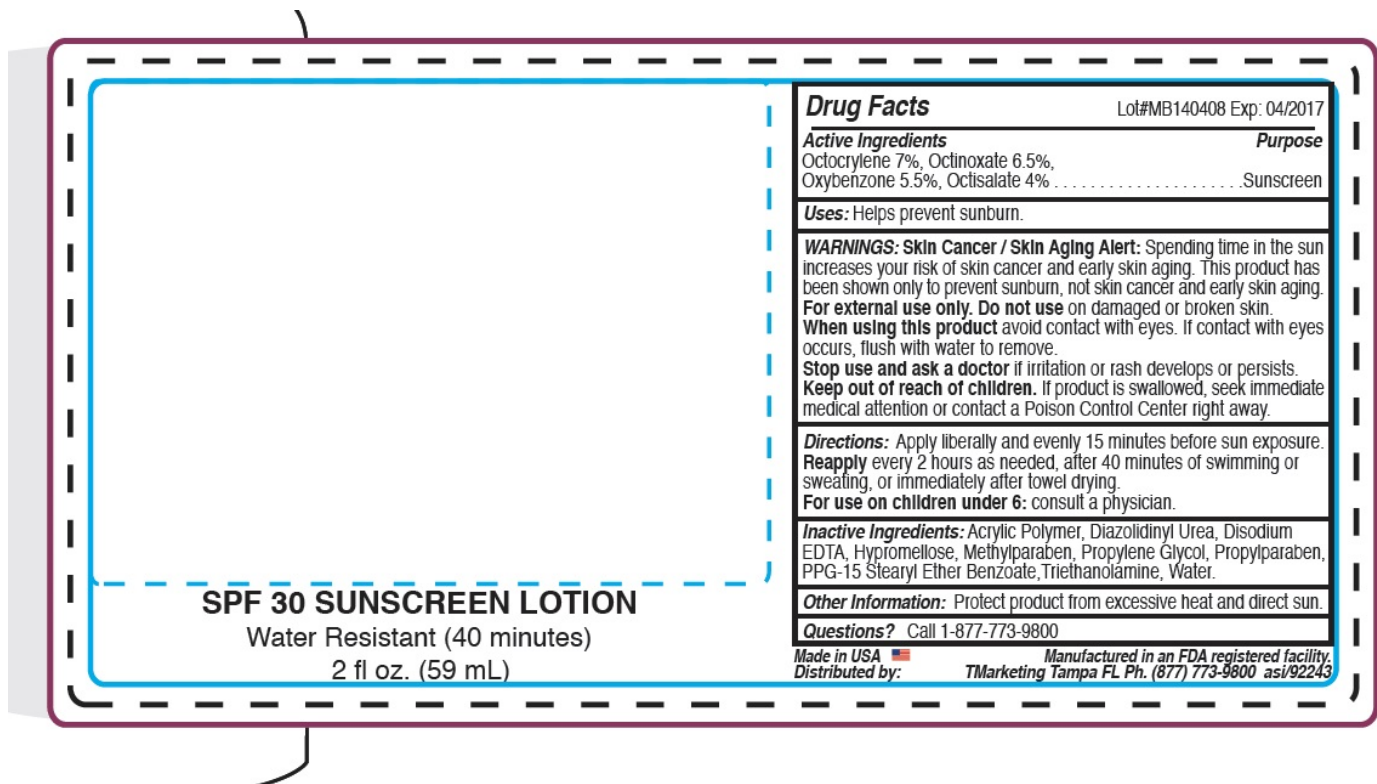 SPF 30 SUNSCREEN LOTION
Water Resistant (40 minutes)
2 fl oz. (59 mL)
Drug Facts Lot#MB140408 Exp: 04/2017
Active Ingredients Purpose
Octocrylene 7%, Octinoxate 6.5%,
Oxybenzone 5.5%, Octisalate 4% . . . . . . . . . . . . . . . . . . . . .Sunscreen
Uses: Helps prevent sunburn.
WARNINGS: Skin Cancer / Skin Aging Alert: Spending time in the sun
increases your risk of skin cancer and early skin aging. This product has
been shown only to prevent sunburn, not skin cancer and early skin aging.
For external use only. Do not use on damaged or broken skin.
When using this product avoid contact with eyes. If contact with eyes
occurs, flush with water to remove.
Stop use and ask a doctor if irritation or rash develops or persists.
Keep out of reach of children. If product is swallowed, seek immediate
medical attention or contact a Poison Control Center right away.
Directions: Apply liberally and evenly 15 minutes before sun exposure.
Reapply every 2 hours as needed, after 40 minutes of swimming or
sweating, or immediately after towel drying.
For use on children under 6: consult a physician.
Inactive Ingredients: Acrylic Polymer, Diazolidinyl Urea, Disodium
EDTA, Hypromellose, Methylparaben, Propylene Glycol, Propylparaben,
PPG-15 Stearyl Ether Benzoate,Triethanolamine, Water.
Other Information: Protect product from excessive heat and direct sun.
Questions? Call 1-877-773-9800
Made in USA Manufactured in an FDA registered facility.
Distributed by: TMarketing Tampa FL Ph. (877) 773-9800 asi/92243